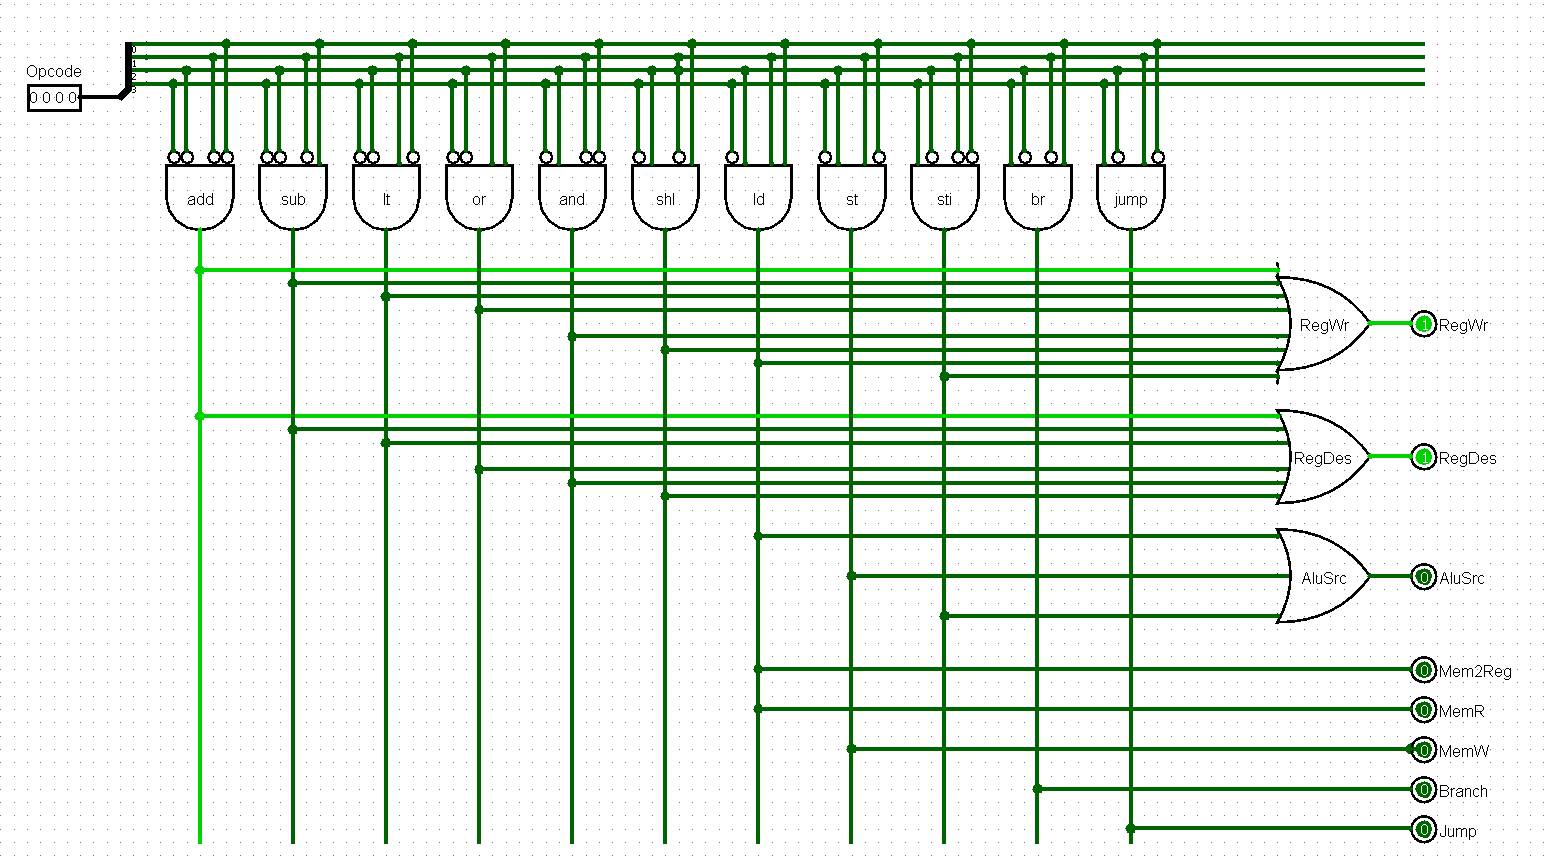 0
1
2
3
Opcode
0 0 0 0
add sub lt or and shl ld st sti br jump
RegWr 1 RegWr
RegDes 1 RegDes
AluSrc 0 AluSrc
0 Mem2Reg
0 MemR
0 MemW
0 Branch
0 Jump